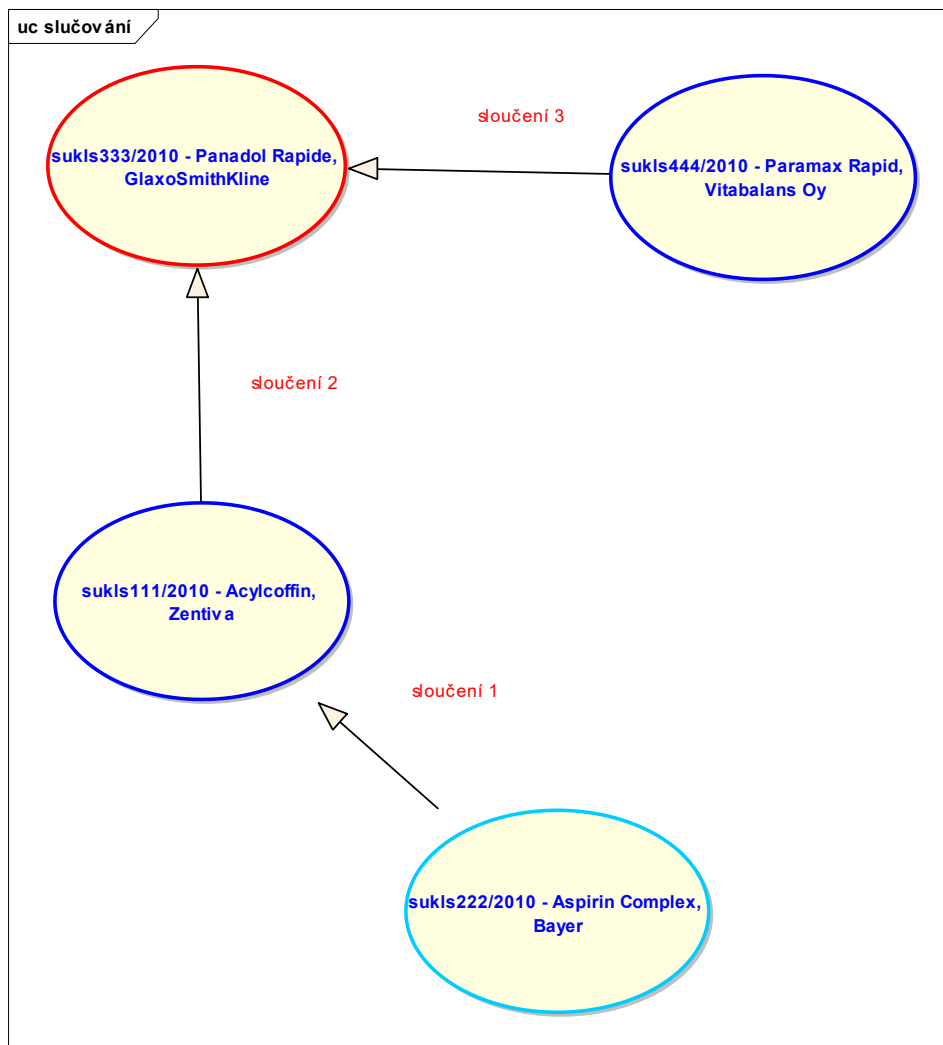 uc slučování
sloučení 3
sukls333/2010 - Panadol Rapide,
GlaxoSmithKline
sukls444/2010 - Paramax Rapid,
Vitabalans Oy
sloučení 2
sukls111/2010 - Acylcoffin,
Zentiva
sloučení 1
sukls222/2010 - Aspirin Complex,
Bayer